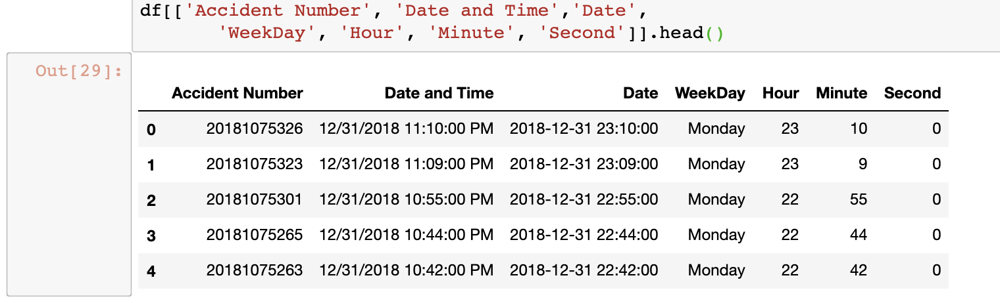 df[['Accident Number', 'Date and Time','Date',
'WeekDay', 'Hour', 'Minute', 'Second']].head()
Out[29]:
Accident Number Date and Time Date WeekDay Hour Minute Second
0 20181075326 12/31/2018 11:10:00 PM 2018-12-31 23:10:00 Monday 23 10 0
1 20181075323 12/31/2018 11:09:00 PM 2018-12-31 23:09:00 Monday 23 9 0
2 20181075301 12/31/2018 10:55:00 PM 2018-12-31 22:55:00 Monday 22 55 0
3 20181075265 12/31/2018 10:44:00 PM 2018-12-31 22:44:00 Monday 22 44 0
4 20181075263 12/31/2018 10:42:00 PM 2018-12-31 22:42:00 Monday 22 42 0